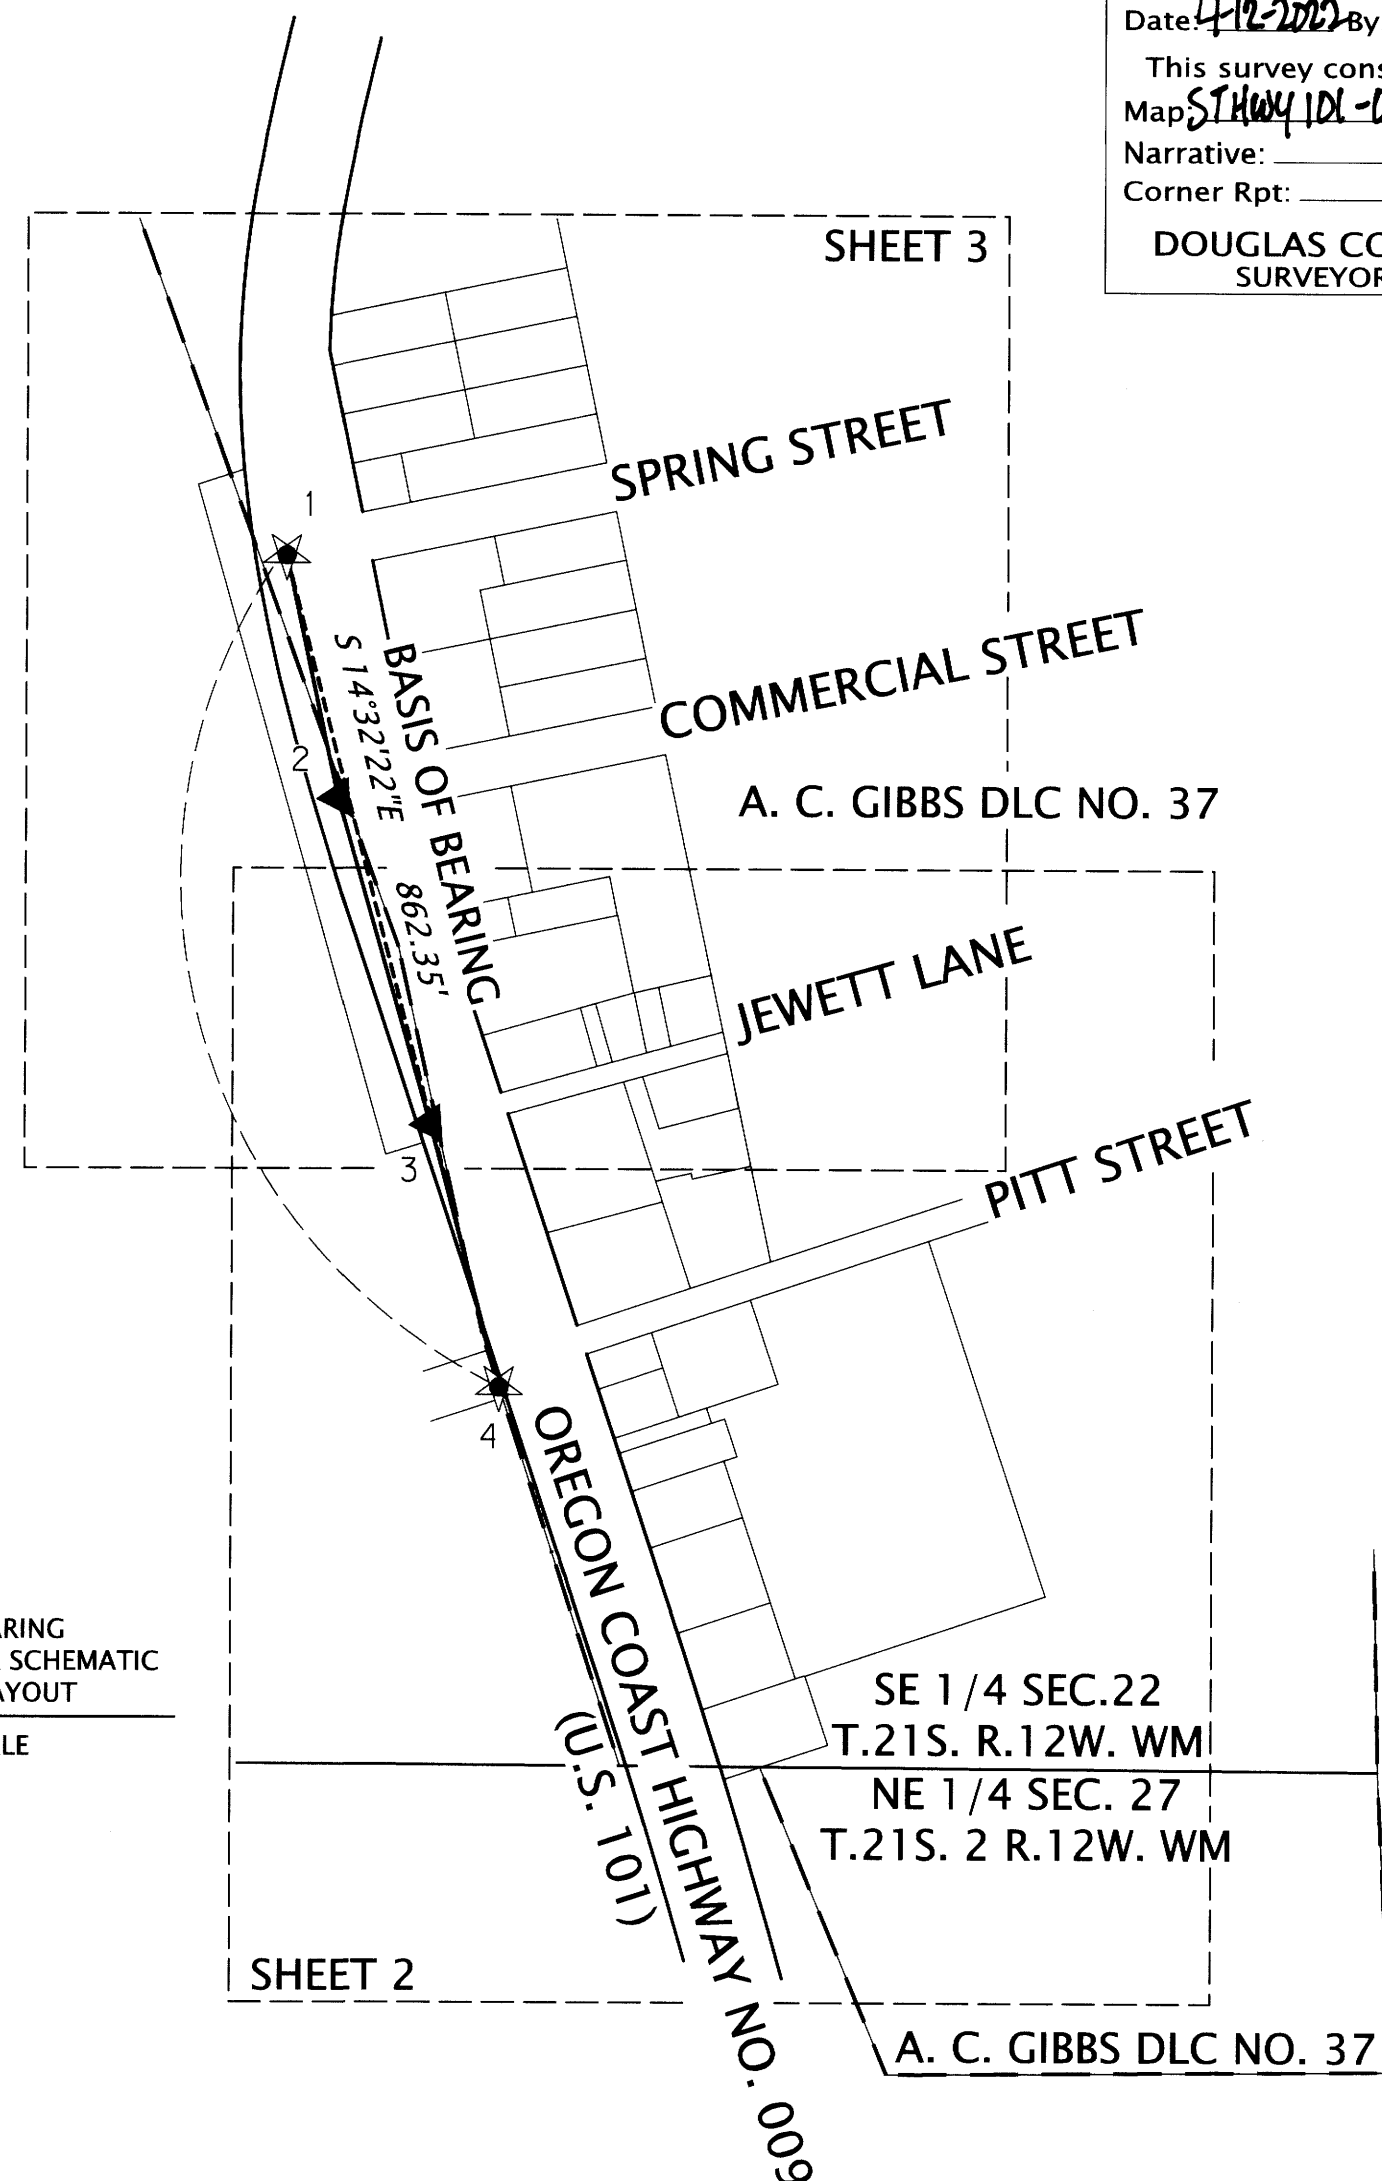 Date: 4-12-2022 By
This survey cons
Map: STHWY 101-
Narrative:
Corner Rpt:
DOUGLAS CO
SURVEYOR
SHEET 3
SPRING STREET
1
COMMERCIAL STREET
BASIS OF BEARING
S 14°32'22"E 862.35'
2
A. C. GIBBS DLC NO. 37
JEWETT LANE
PITT STREET
3
4
OREGON COAST HIGHWAY NO. 009
(U.S. 101)
RING
SCHEMATIC
AYOUT
LE
SE 1/4 SEC.22
T.21S. R.12W. WM
NE 1/4 SEC. 27
T.21S. 2 R.12W. WM
SHEET 2
A. C. GIBBS DLC NO. 37